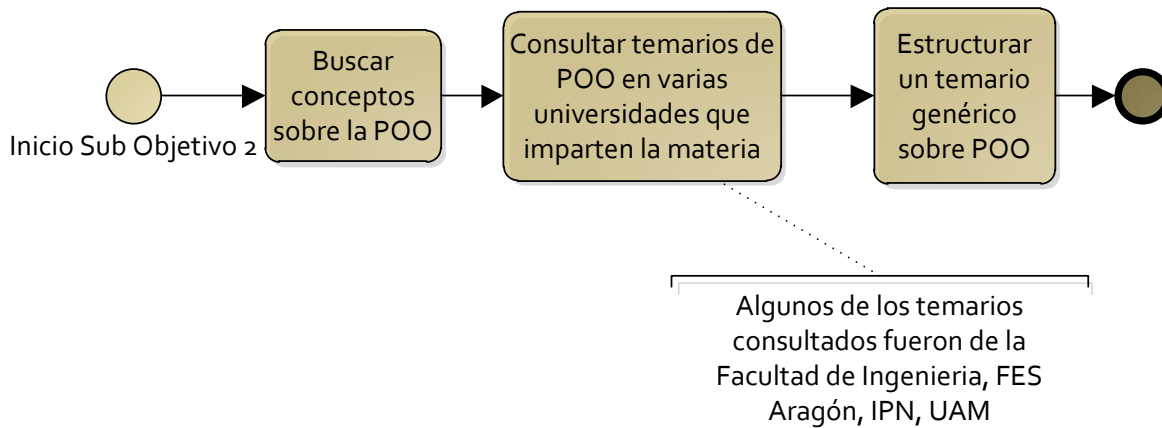 Inicio Sub Objetivo 2
Buscar
conceptos
sobre la POO
Consultar temarios de
POO en varias
universidades que
imparten la materia
Estructurar
un temario
genérico
sobre POO
Algunos de los temarios
consultados fueron de la
Facultad de Ingenieria, FES
Aragón, IPN, UAM